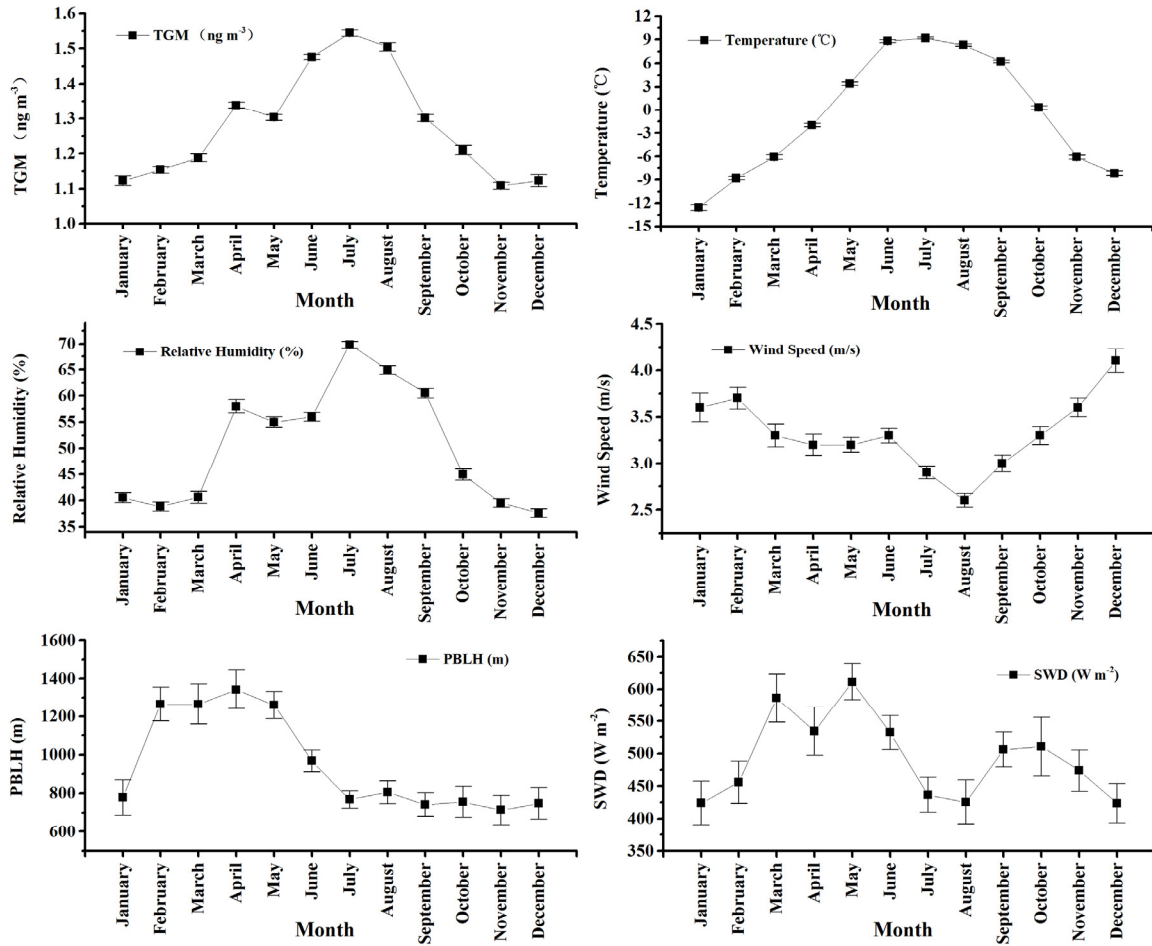 TGM （ng m-3）
TGM （ng m-3）
1.6
1.5
1.4
1.3
1.2
1.1
1.0
January
February
March
April
May
June
July
August
September
October
November
December
Month
Temperature (℃)
Temperature (℃)
12
9
6
3
0
-3
-6
-9
-12
-15
January
February
March
April
May
June
July
August
September
October
November
December
Month
Relative Humidity (%)
Relative Humidity (%)
70
65
60
55
50
45
40
35
January
February
March
April
May
June
July
August
September
October
November
December
Month
Wind Speed (m/s)
Wind Speed (m/s)
4.5
4.0
3.5
3.0
2.5
January
February
March
April
May
June
July
August
September
October
November
December
Month
PBLH (m)
PBLH (m)
1600
1400
1200
1000
800
600
January
February
March
April
May
June
July
August
September
October
November
December
Month
SWD (W m-2)
SWD (W m-2)
650
600
550
500
450
400
350
January
February
March
April
May
June
July
August
September
October
November
December
Month